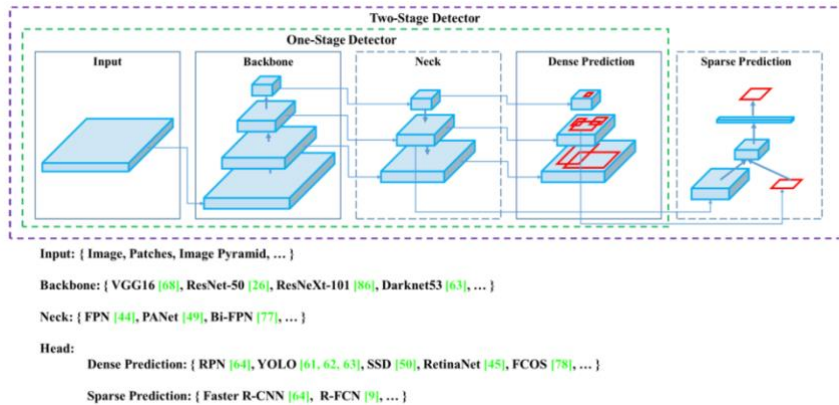 Two-Stage Detector
One-Stage Detector
Input
Backbone
Neck
Dense Prediction
Sparse Prediction
Input: { Image, Patches, Image Pyramid, … }
Backbone: { VGG16 [68], ResNet-50 [26], ResNeXt-101 [86], Darknet53 [63], … }
Neck: { FPN [44], PANet [49], Bi-FPN [77], … }
Head:
Dense Prediction: { RPN [64], YOLO [61, 62, 63], SSD [50], RetinaNet [45], FCOS [78], … }
Sparse Prediction: { Faster R-CNN [64], R-FCN [9], … }